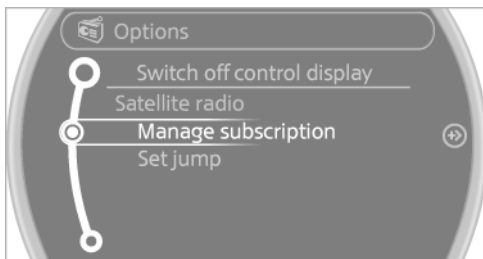 Options
Switch off control display
Satellite radio
Manage subscription
Set jump